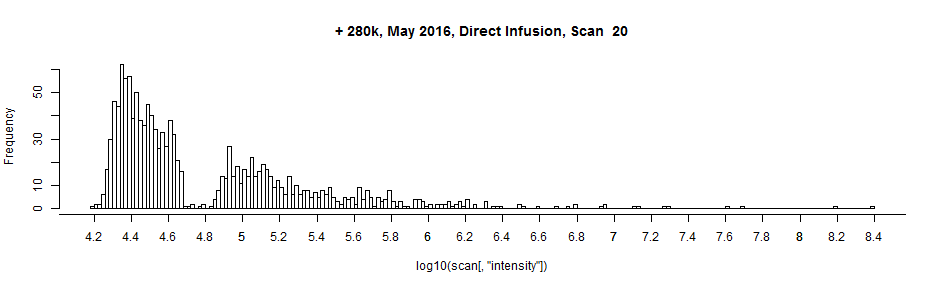 + 280k, May 2016, Direct Infusion, Scan 20
Frequency
50
30
10
0
4.2 4.4 4.6 4.8 5 5.2 5.4 5.6 5.8 6 6.2 6.4 6.6 6.8 7 7.2 7.4 7.6 7.8 8 8.2 8.4
log10(scan[, "intensity"])